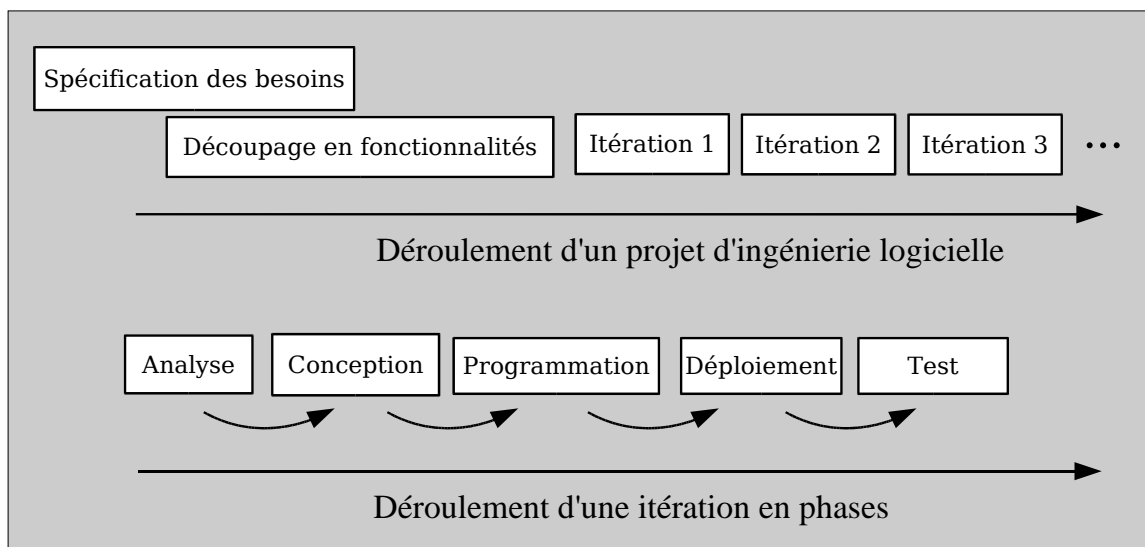 Spécification des besoins
Découpage en fonctionnalités
Itération 1
Itération 2
Itération 3
...
Déroulement d'un projet d'ingénierie logicielle
Analyse
Conception
Programmation
Déploiement
Test
Déroulement d'une itération en phases